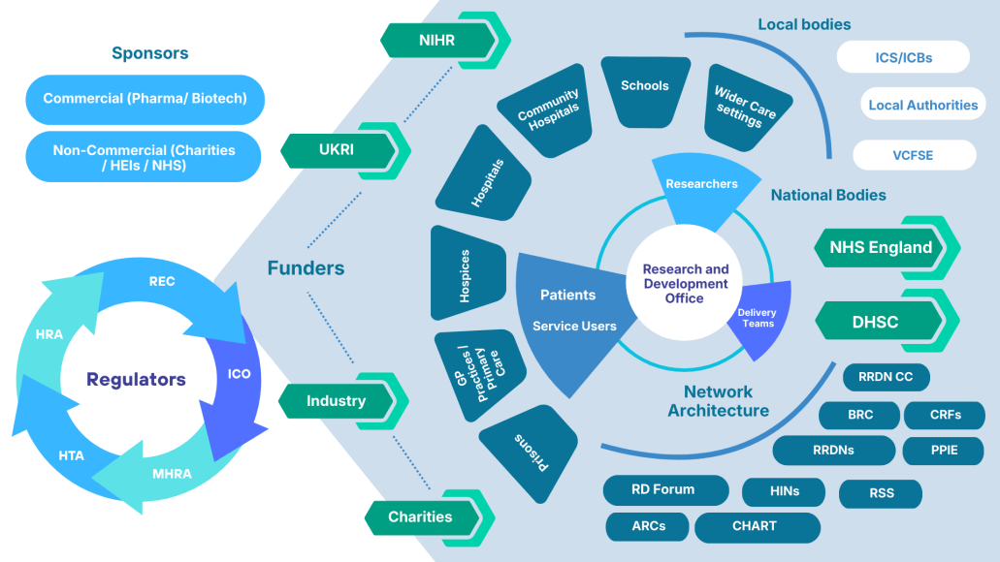 Sponsors
Commercial (Pharma/ Biotech)
Non-Commercial (Charities
/ HEIs / NHS)
NIHR
UKRI
Funders
Industry
Charities
REC
ICO
MHRA
HTA
HRA
Regulators
Wider Care
settings
Schools
Community
Hospitals
Hospitals
Hospices
GP
Practices /
Primary
Care
Prisons
Researchers
Research and
Development
Office
Patients
Service Users
Delivery
Teams
Local bodies
ICS/ICBs
Local Authorities
VCFSE
National Bodies
NHS England
DHSC
Network
Architecture
RRDN CC
BRC
CRFs
RRDNs
PPIE
RD Forum
HINs
RSS
ARCs
CHART